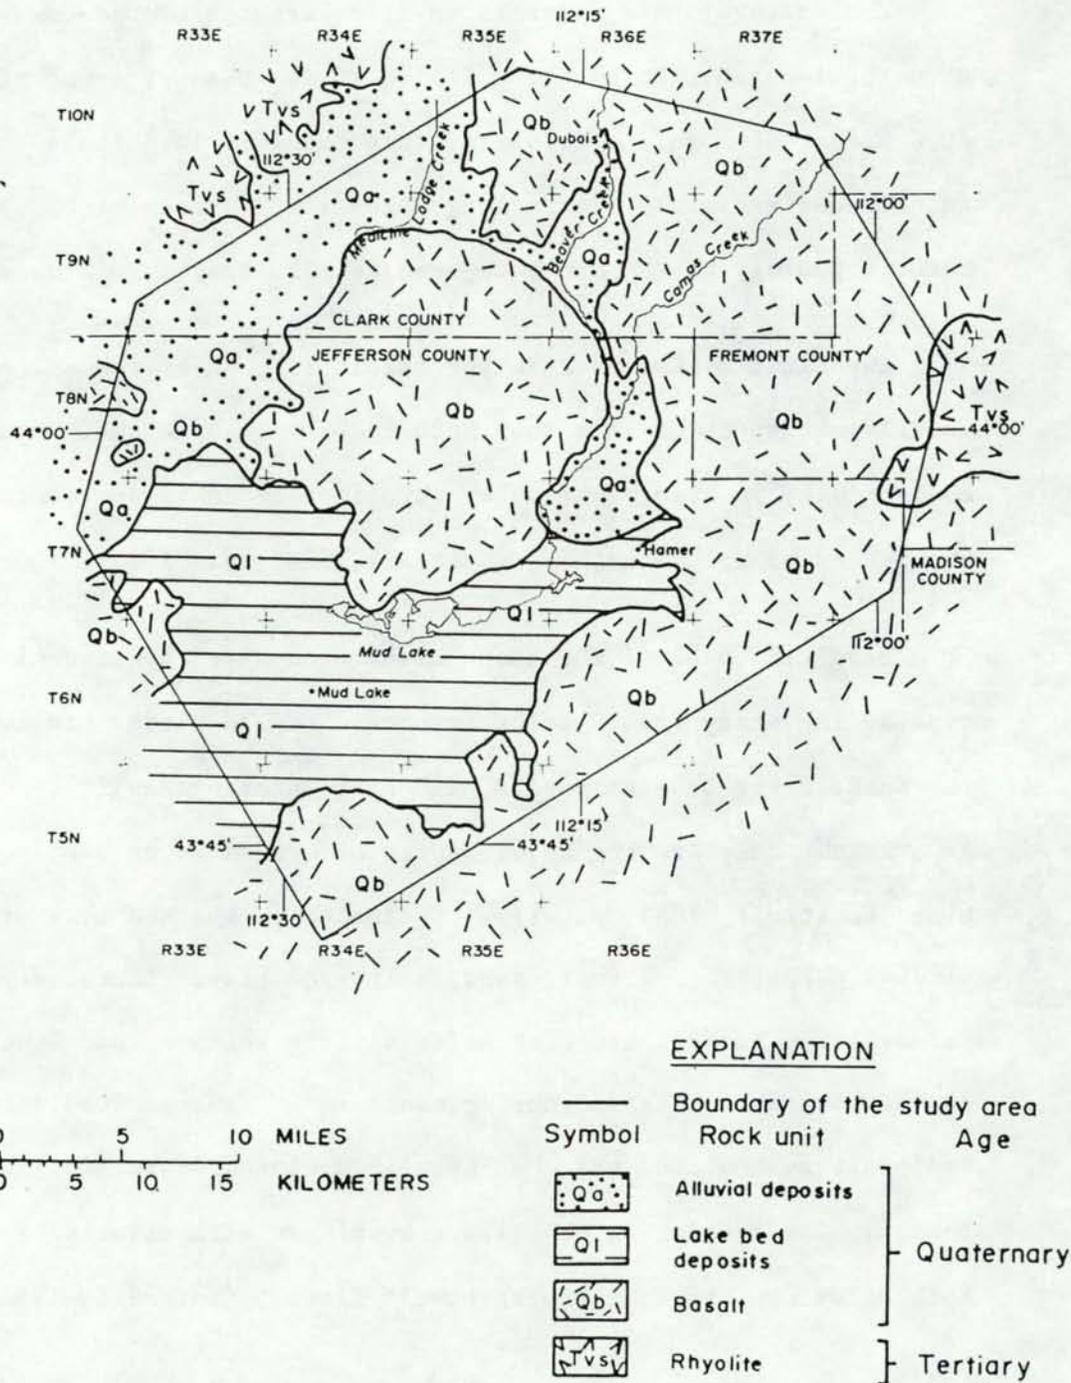 112°15'
R33E R34E R35E R36E R37E
T10N
Tvs
Qb
Dubois
112°30'
Qb
Tvs
Qa
Medicine Lodge Creek
112°00'
Beaver Creek
Qa
Camas Creek
T9N
CLARK COUNTY
JEFFERSON COUNTY
FREMONT COUNTY
Qa
T8N
Qb
Qb
Qb
Tvs
44°00'
44°00'
Qa
Qa
T7N
Ql
Hamer
Qb
MADISON
COUNTY
Ql
Qb
112°00'
Mud Lake
T6N
Mud Lake
Qb
Ql
112°15'
T5N
43°45'
43°45'
Qb
112°30'
R33E R34E R35E R36E
EXPLANATION
Boundary of the study area
Symbol Rock unit Age
0 5 10 MILES
0 5 10 15 KILOMETERS
Qa Alluvial deposits
Ql Lake bed
deposits
Quaternary
Qb Basalt
Tvs Rhyolite Tertiary